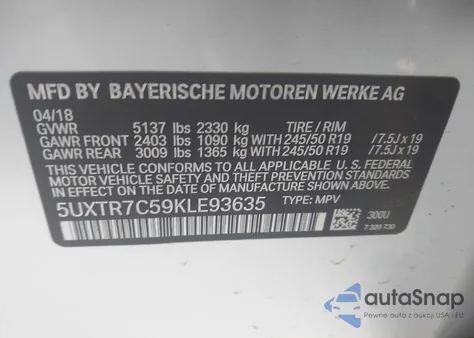 MFD BY BAYERISCHE MOTOREN WERKE AG
04/18
GVWR 5137 lbs 2330 kg TIRE / RIM
GAWR FRONT 2403 lbs 1090 kg WITH 245/50 R19 /7.5J x 19
GAWR REAR 3009 lbs 1365 kg WITH 245/50 R19 /7.5J x 19
THIS VEHICLE CONFORMS TO ALL APPLICABLE U.S. FEDERAL
MOTOR VEHICLE SAFETY STANDARDS IN EFFECT ON THE
DATE OF MANUFACTURE SHOWN ABOVE.
5UXTR7C59KLE93635 TYPE: MPV
300U
7 320 730
autoSnap
Pewne auta z aukcji USA i EU